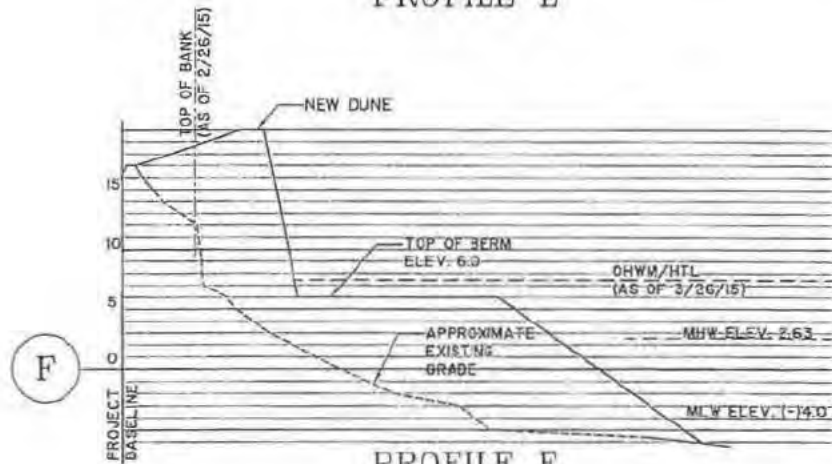 PROFILE E
TOP OF BANK
(AS OF 2/26/15)
NEW DUNE
15
10
TOP OF BERM
ELEV. 6.0
OHWM/HTL
(AS OF 3/26/15)
5
APPROXIMATE
EXISTING
GRADE
MHW ELEV. 2.63
F
0
MLW ELEV. (-)4.0
PROJECT
BASELINE
PROFILE F